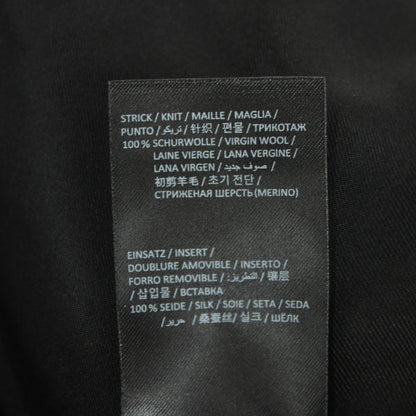 STRICK / KNIT / MAILLE / MAGLIA /
PUNTO / تريكو / 针织 / 편물 / ТРИКОТАЖ
100% SCHURWOLLE / VIRGIN WOOL /
LAINE VIERGE / LANA VERGINE /
LANA VIRGEN / صوف جديد /
初剪羊毛 / 초기 전단 /
СТРИЖЕНАЯ ШЕРСТЬ (MERINO)
EINSATZ / INSERT /
DOUBLURE AMOVIBLE / INSERTO /
FORRO REMOVIBLE / التطريز: / 镶层
/ 삽입물 / ВСТАВКА
100% SEIDE / SILK / SOIE / SETA / SEDA
/ حرير / 桑蚕丝 / 실크 / ШЁЛК